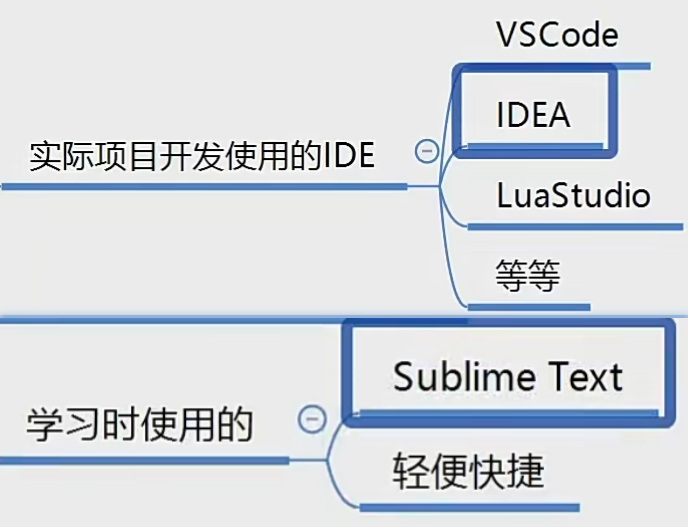 实际项目开发使用的IDE
VSCode
IDEA
LuaStudio
等等
学习时使用的
Sublime Text
轻便快捷